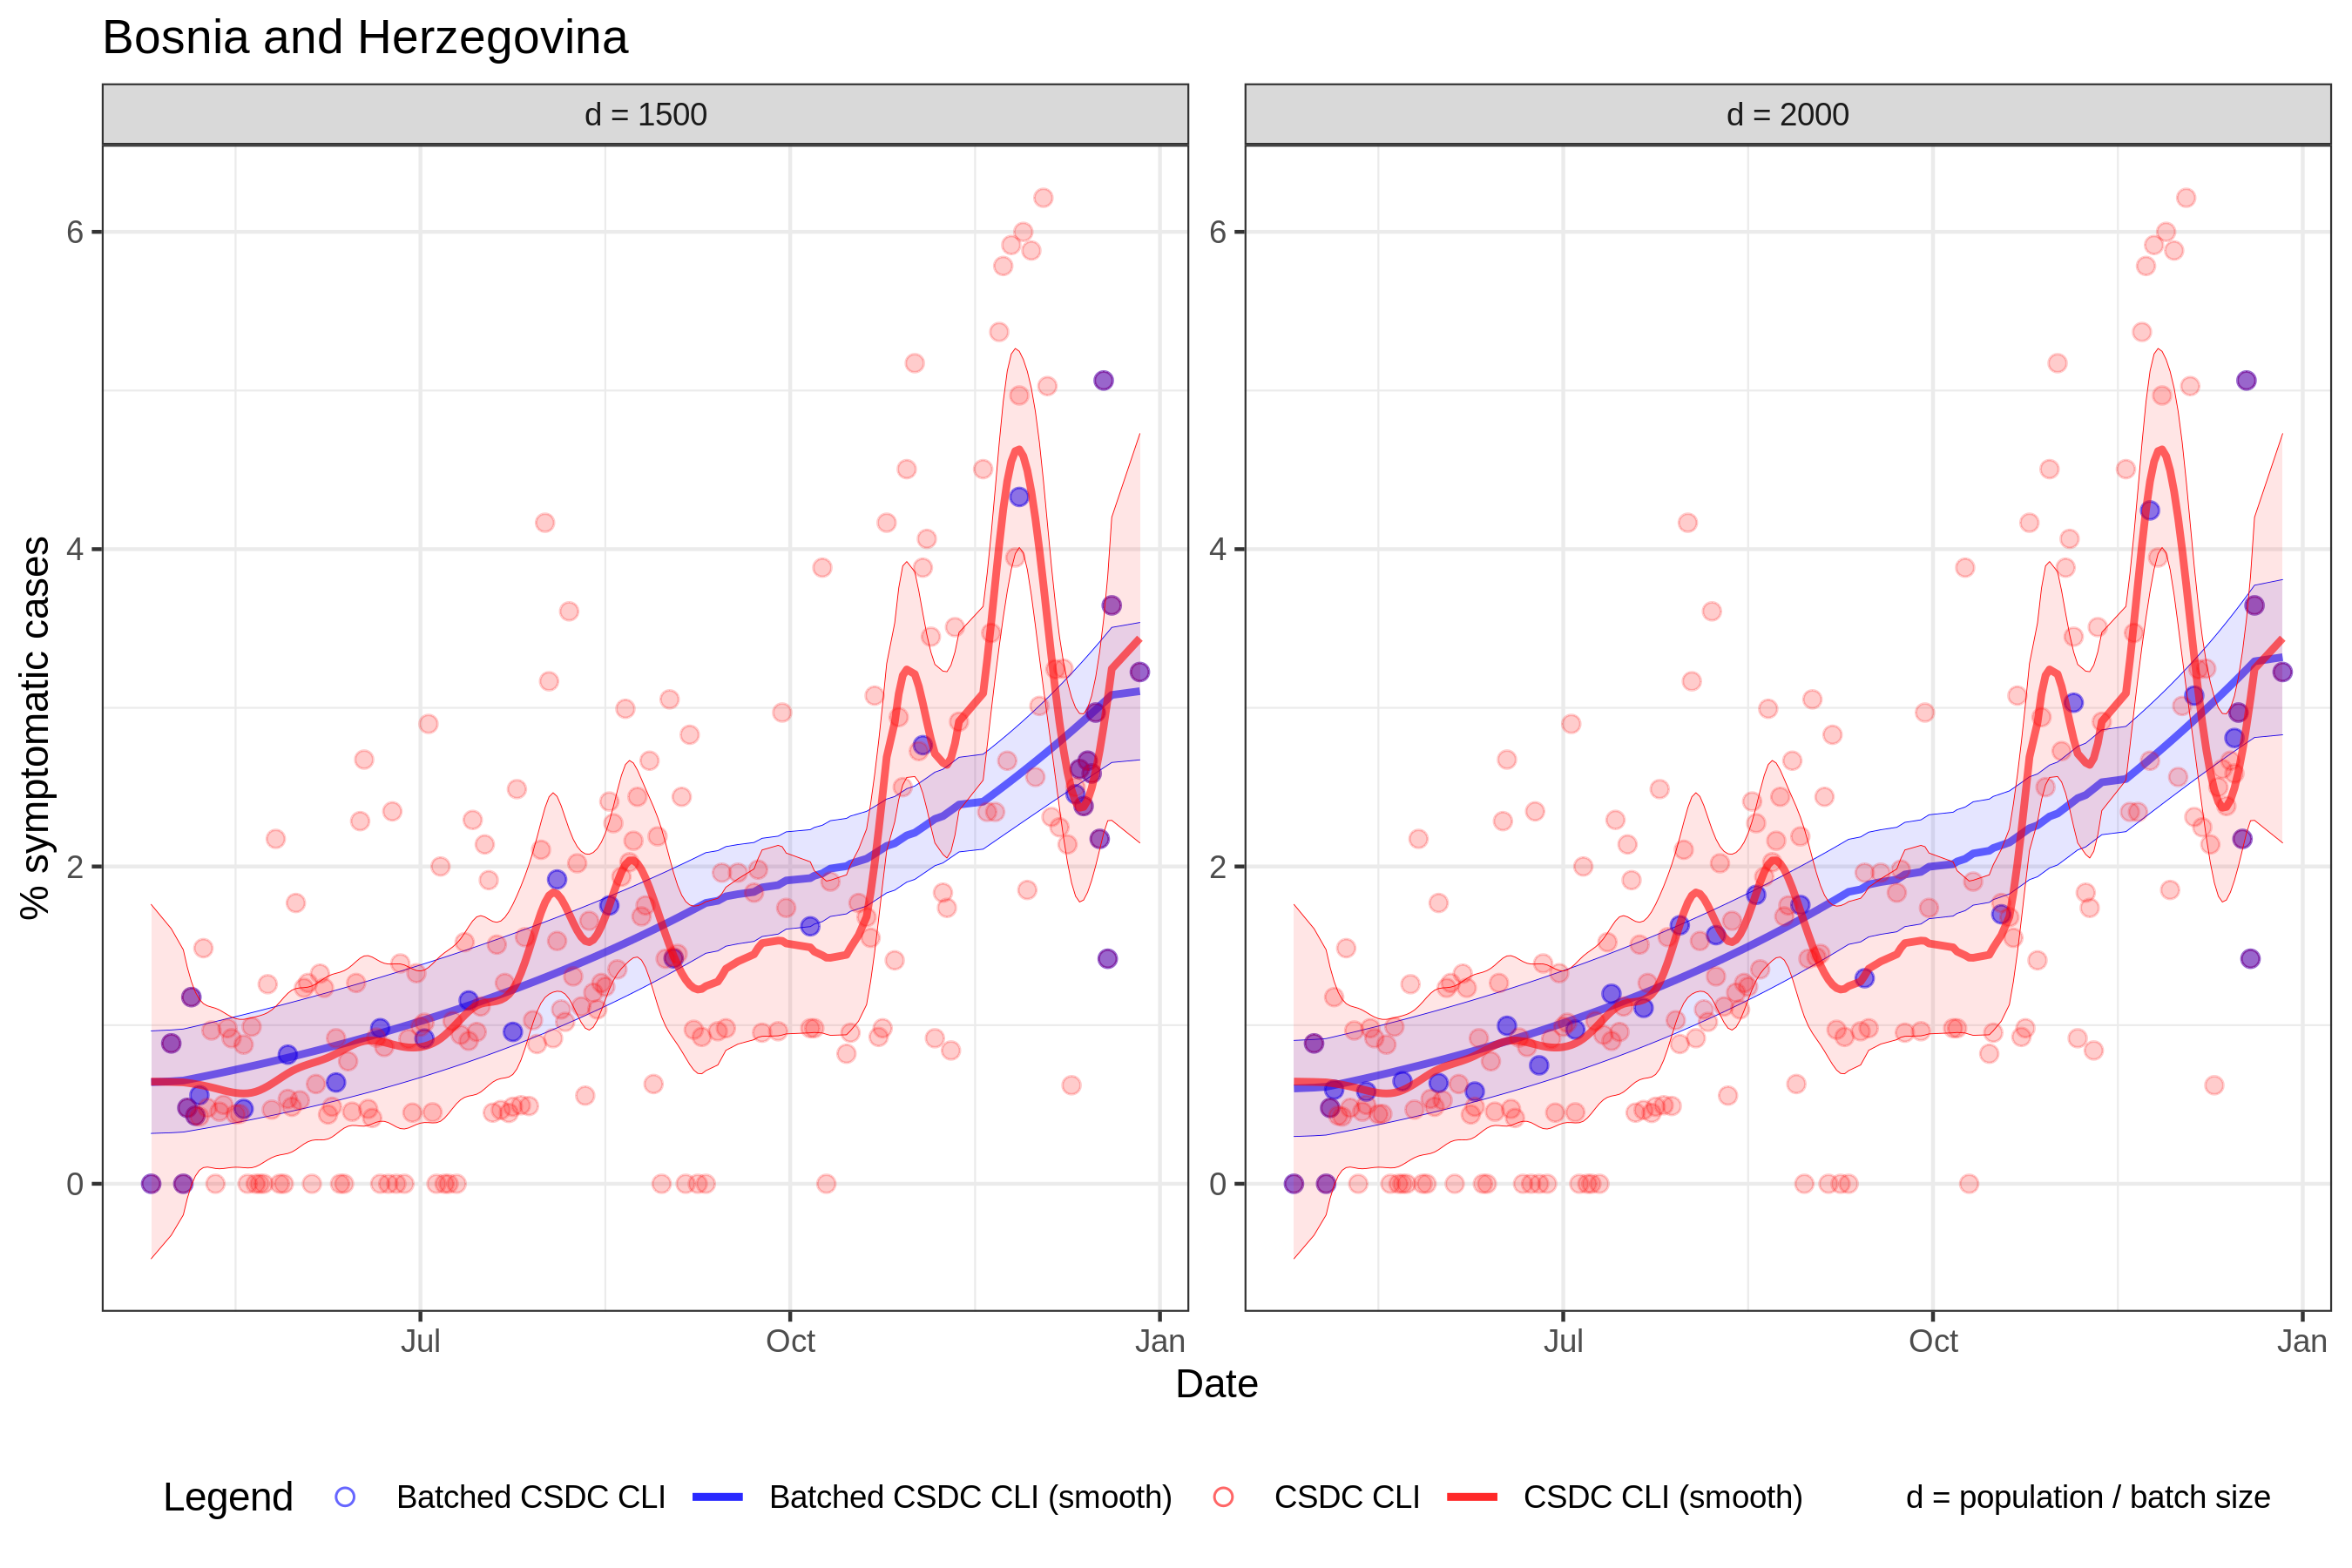 Bosnia and Herzegovina
d = 1500
d = 2000
% symptomatic cases
6
4
2
0
6
4
2
0
Jul
Oct
Jan
Jul
Oct
Jan
Date
Legend
Batched CSDC CLI
Batched CSDC CLI (smooth)
CSDC CLI
CSDC CLI (smooth)
d = population / batch size